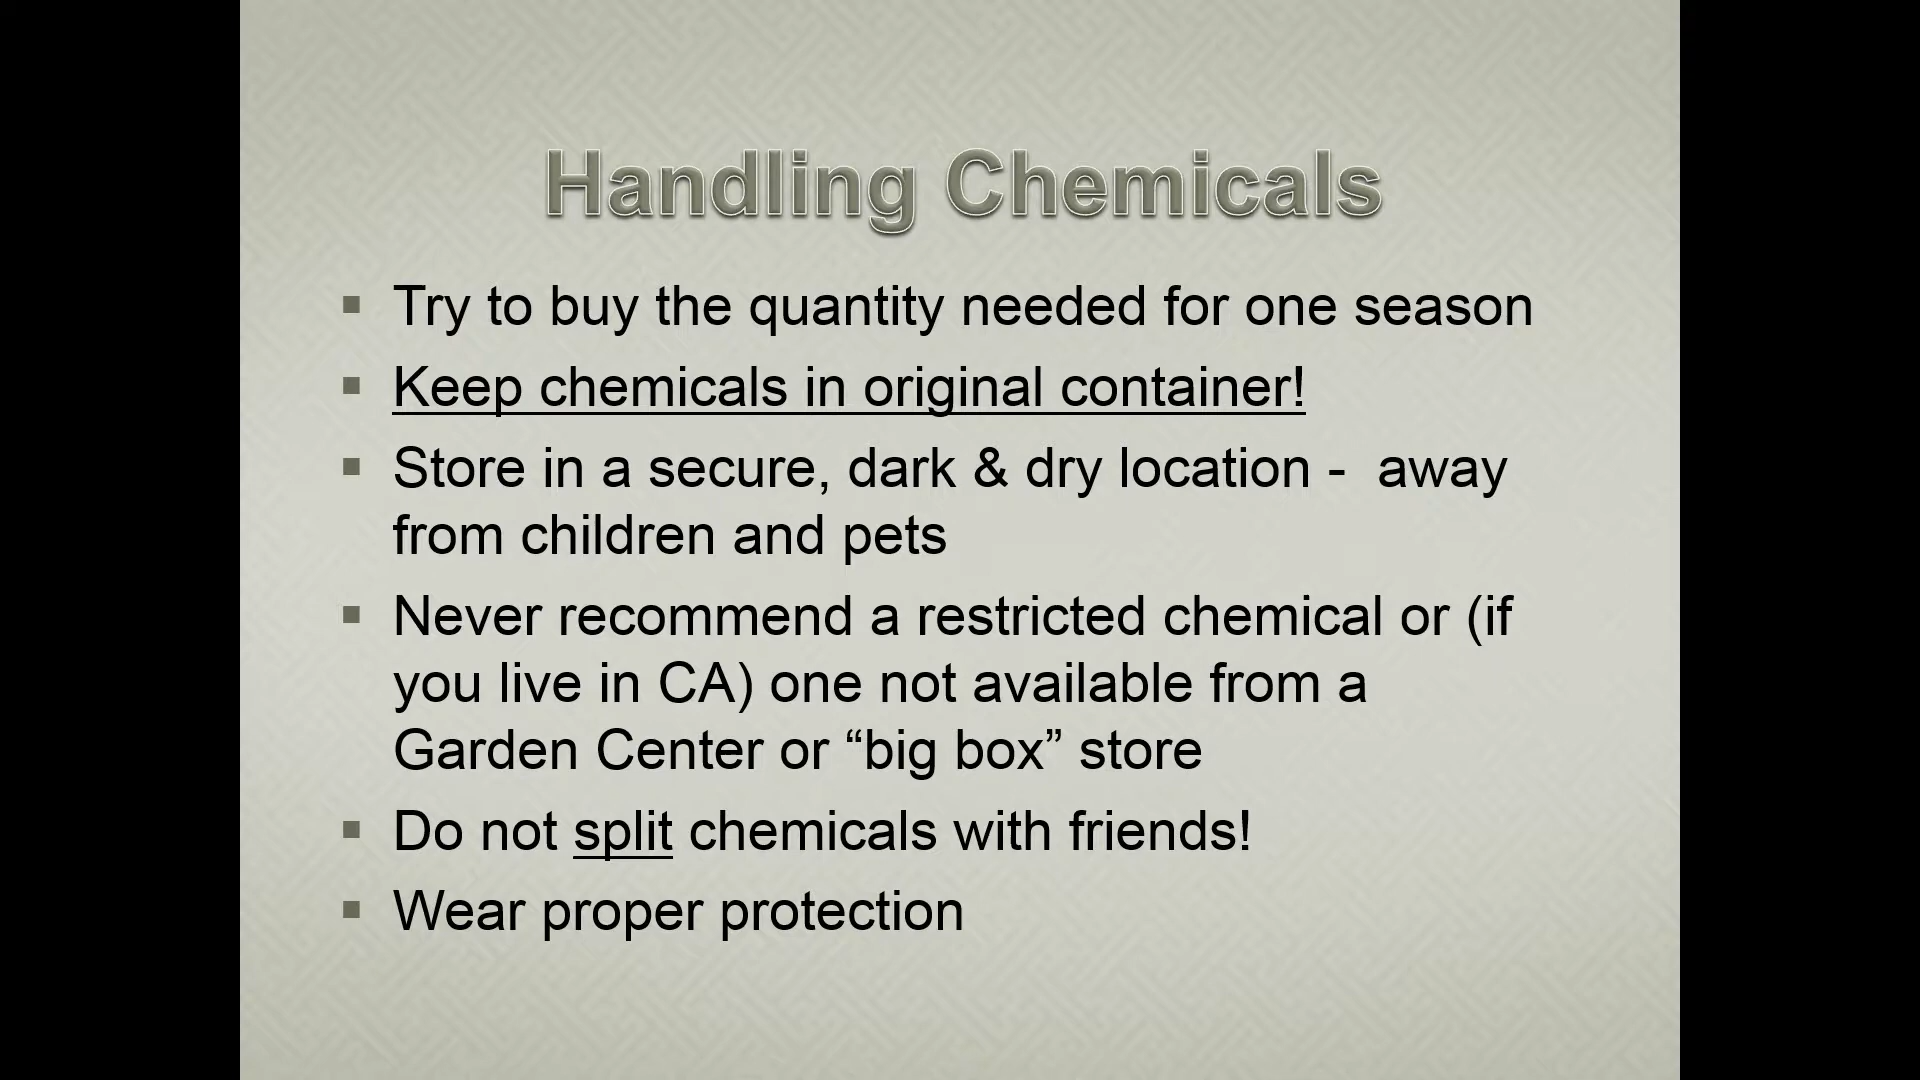 Handling Chemicals
Try to buy the quantity needed for one season
Keep chemicals in original container!
Store in a secure, dark & dry location -  away
from children and pets
Never recommend a restricted chemical or (if
you live in CA) one not available from a
Garden Center or “big box” store
Do not split chemicals with friends!
Wear proper protection